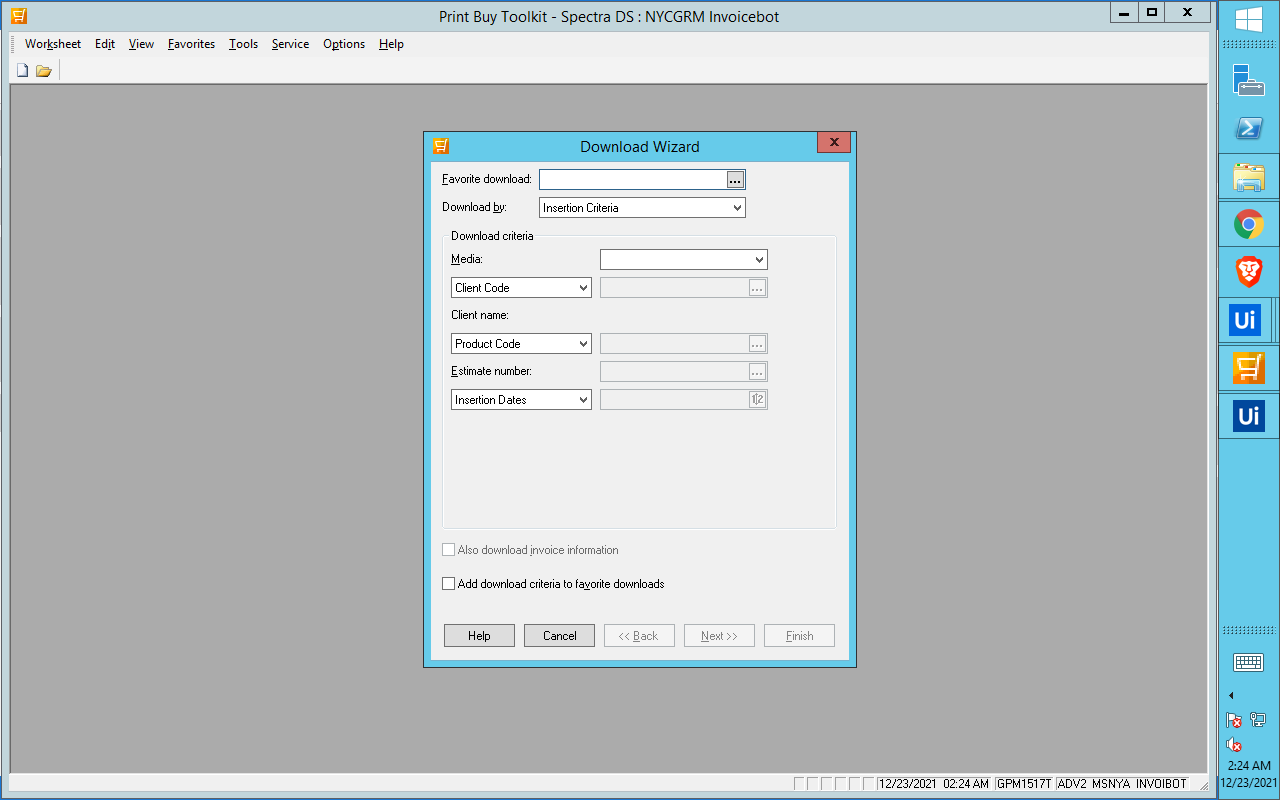 Print Buy Toolkit - Spectra DS : NYCGRM Invoicebot
Worksheet Edit View Favorites Tools Service Options Help
Download Wizard
Favorite download: ...
Download by: Insertion Criteria
Download criteria
Media:
Client Code ...
Client name:
Product Code ...
Estimate number: ...
Insertion Dates 12
Also download invoice information
Add download criteria to favorite downloads
Help Cancel << Back Next >> Finish
Ui
Ui
12/23/2021 02:24 AM GPM1517T ADV2 MSNYA INVOIBOT
2:24 AM
12/23/2021